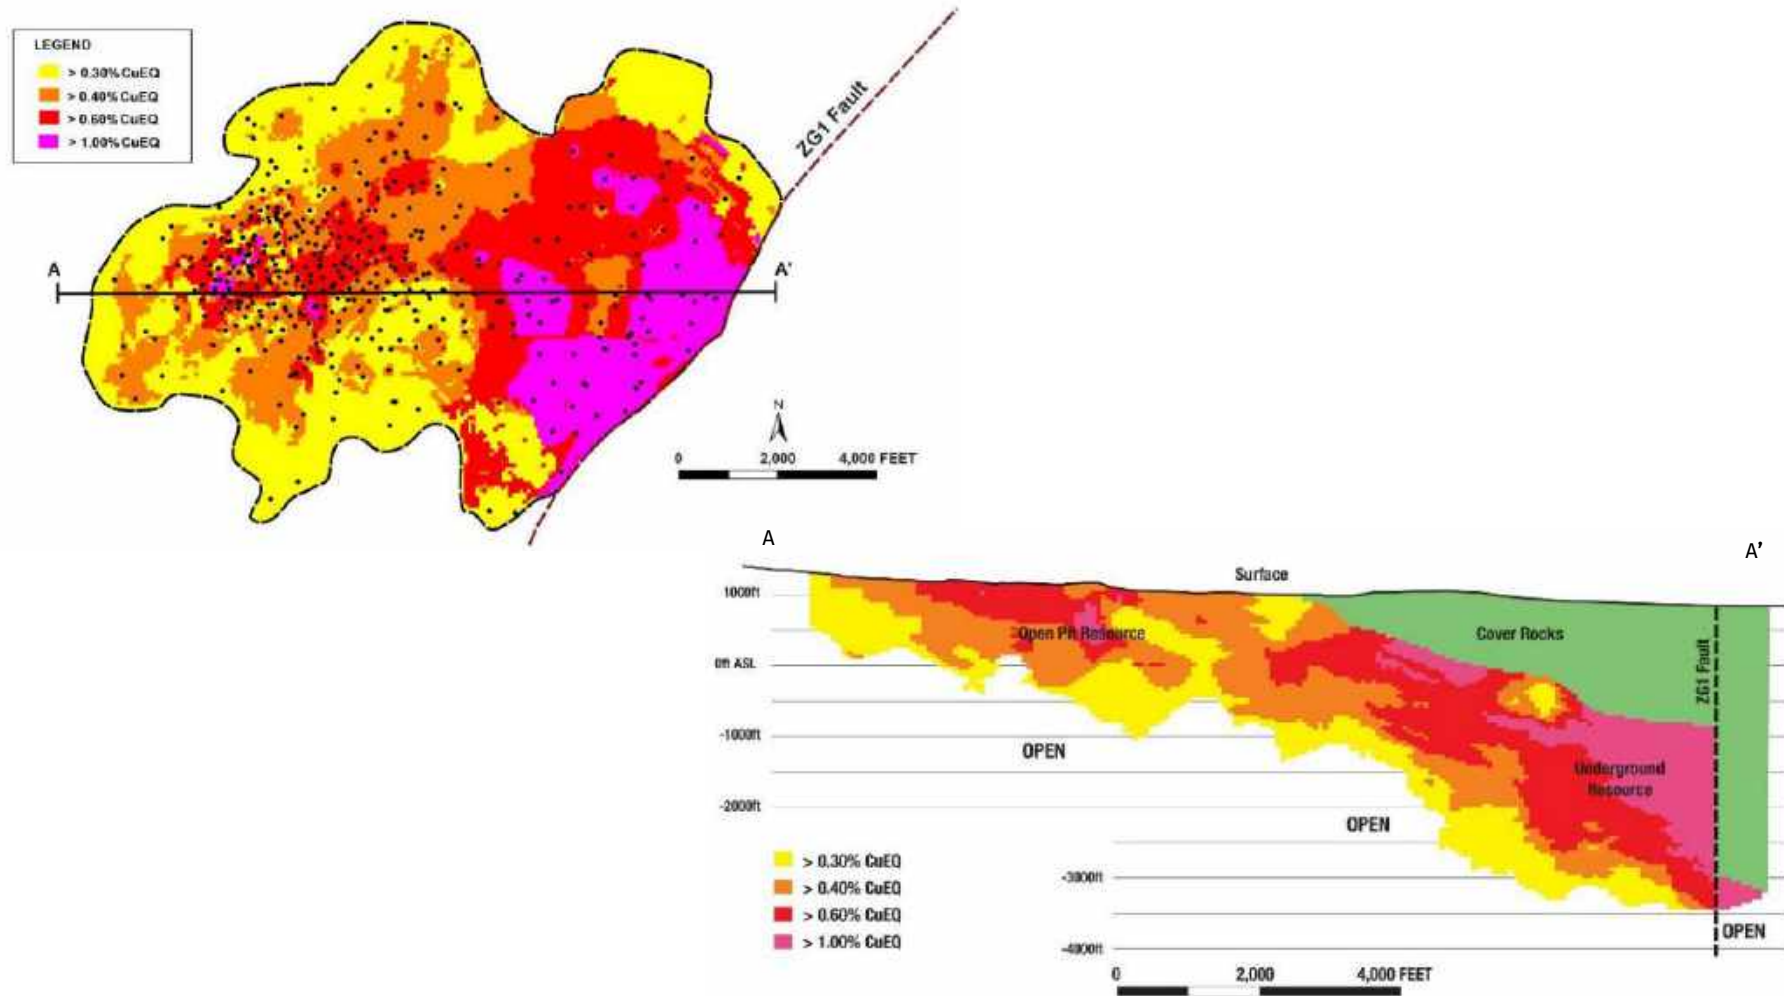 LEGEND
> 0.30%CuEQ
> 0.40%CuEQ
> 0.60%CuEQ
> 1.00%CuEQ
ZG1 Fault
A
A'
N
0 2,000 4,000 FEET
A
A'
Surface
1000ft
Open Pit Resource
Cover Rocks
0ft ASL
ZG1 Fault
-1000ft
OPEN
Underground
Resource
-2000ft
OPEN
> 0.30% CuEQ
> 0.40% CuEQ
> 0.60% CuEQ
> 1.00% CuEQ
-3000ft
OPEN
-4000ft
0 2,000 4,000 FEET